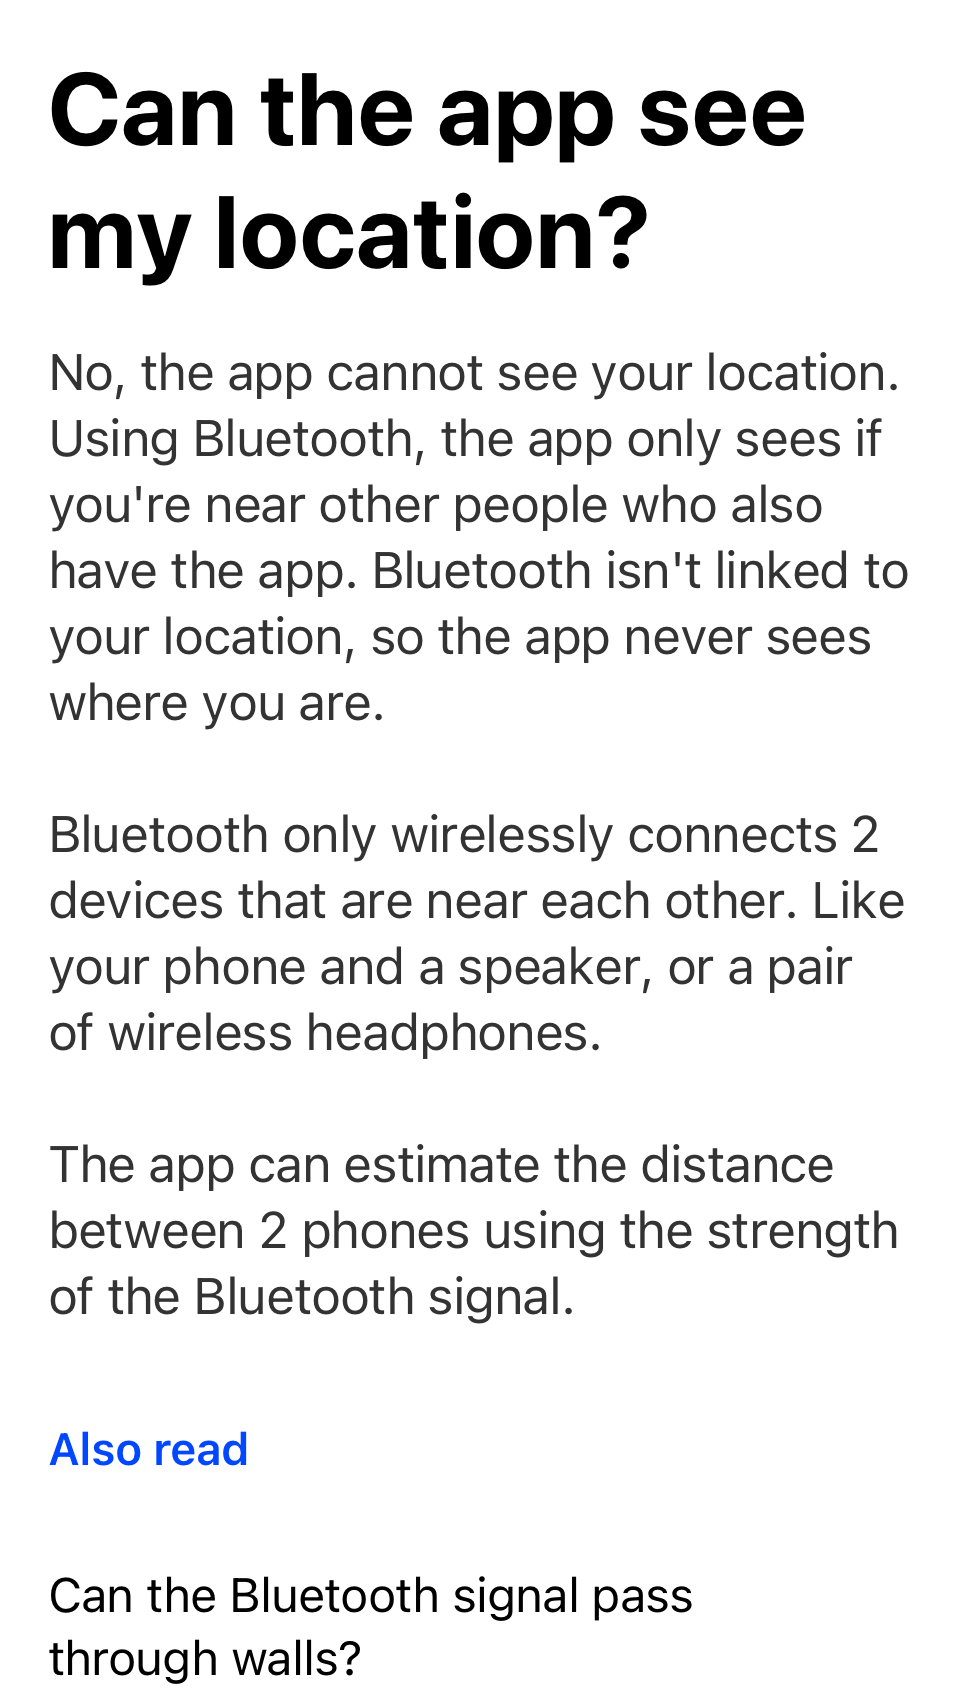 Can the app see
my location?
No, the app cannot see your location.
Using Bluetooth, the app only sees if
you're near other people who also
have the app. Bluetooth isn't linked to
your location, so the app never sees
where you are.
Bluetooth only wirelessly connects 2
devices that are near each other. Like
your phone and a speaker, or a pair
of wireless headphones.
The app can estimate the distance
between 2 phones using the strength
of the Bluetooth signal.
Also read
Can the Bluetooth signal pass
through walls?